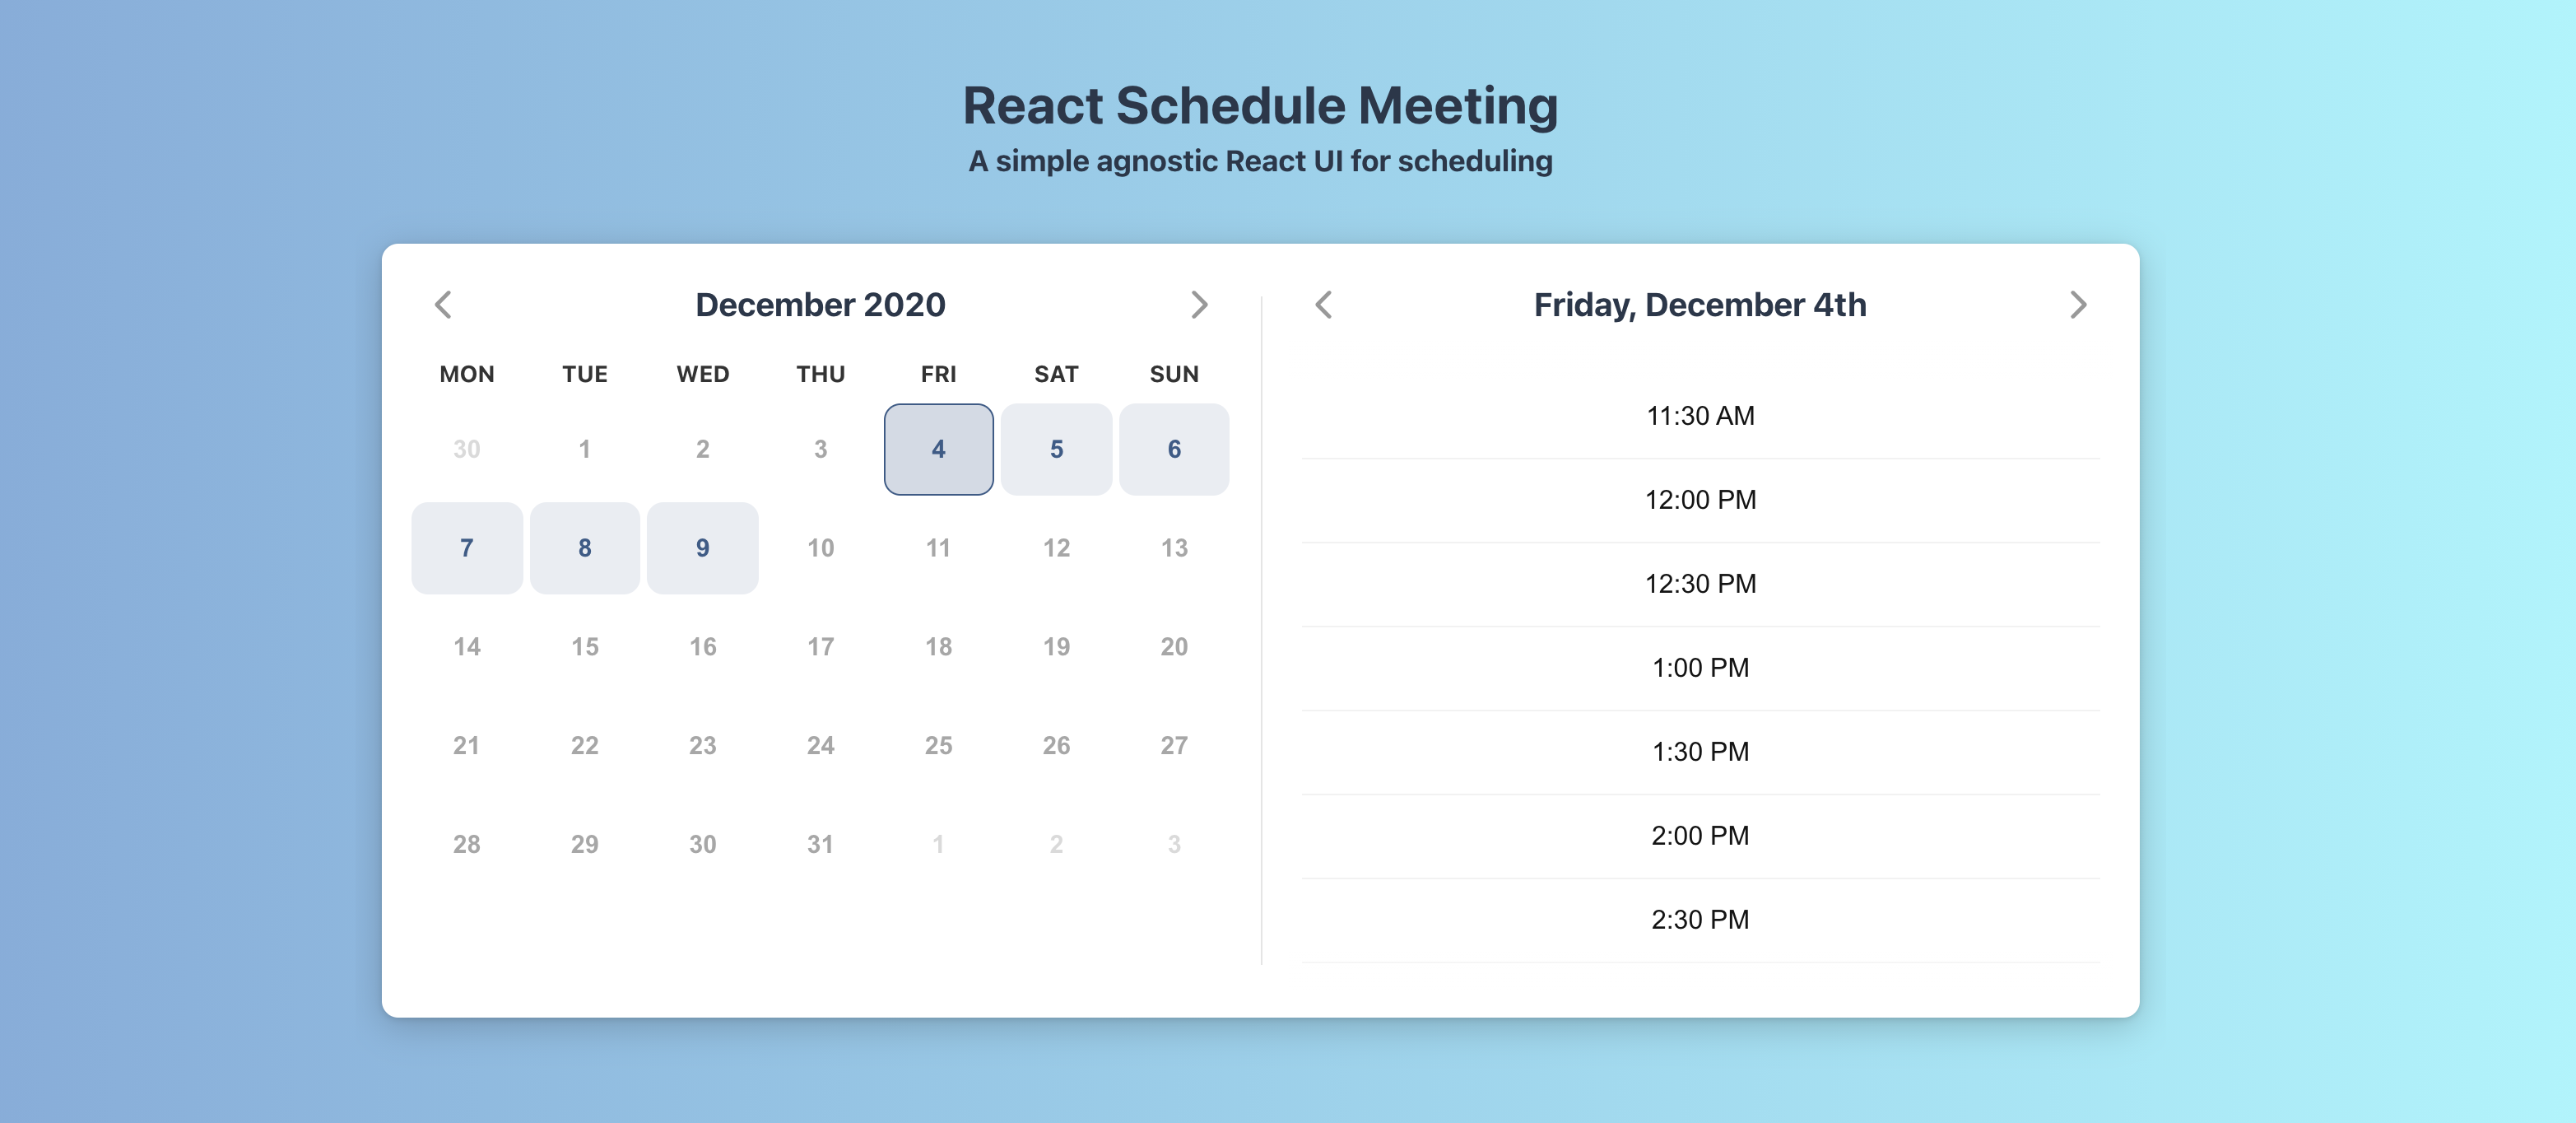 React Schedule Meeting
A simple agnostic React UI for scheduling
December 2020
MON TUE WED THU FRI SAT SUN
30 1 2 3 4 5 6
7 8 9 10 11 12 13
14 15 16 17 18 19 20
21 22 23 24 25 26 27
28 29 30 31 1 2 3
Friday, December 4th
11:30 AM
12:00 PM
12:30 PM
1:00 PM
1:30 PM
2:00 PM
2:30 PM